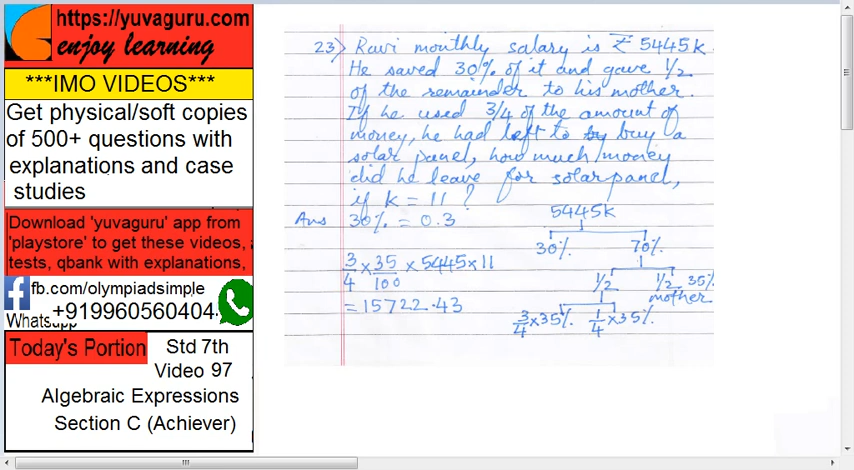 https://yuvaguru.com
enjoy learning
***IMO VIDEOS***
Get physical/soft copies
of 500+ questions with
explanations and case
studies
Download 'yuvaguru' app from
'playstore' to get these videos,
tests, qbank with explanations,
fb.com/olympiadsimple
Whatsupp +919960560404
Today's Portion
Std 7th
Video 97
Algebraic Expressions
Section C (Achiever)
23) Ravi monthly salary is ₹ 5445k.
He saved 30% of it and gave 1/2
of the remainder to his mother.
If he used 3/4 of the amount of
money, he had left to buy a
solar panel, how much money
did he leave for solar panel,
if k = 11 ?
Ans 30% = 0.3
3/4 × 35/100 × 5445 × 11
= 15722.43
5445k
30% 70%
1/2 1/2 35%
mother
3/4 × 35% 1/4 × 35%